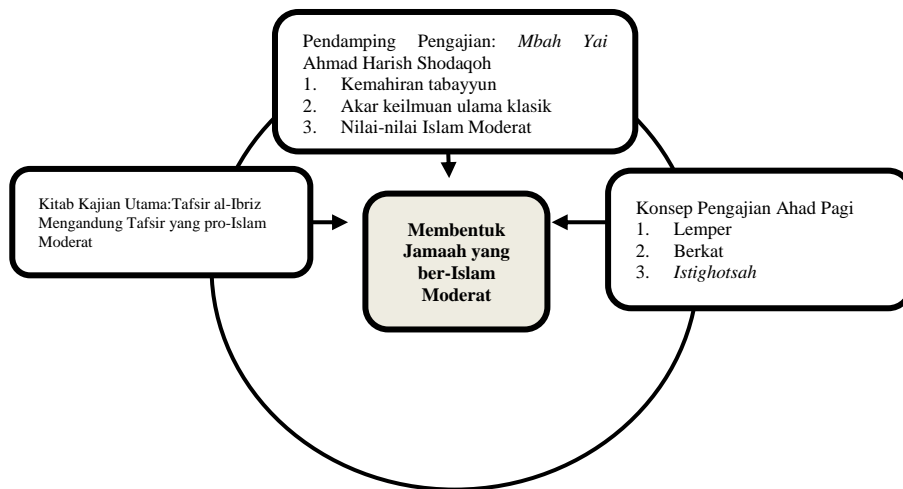 Pendamping Pengajian: Mbah Yai
Ahmad Harish Shodaqoh
1. Kemahiran tabayyun
2. Akar keilmuan ulama klasik
3. Nilai-nilai Islam Moderat
Kitab Kajian Utama:Tafsir al-Ibriz
Mengandung Tafsir yang pro-Islam
Moderat
Membentuk
Jamaah yang
ber-Islam
Moderat
Konsep Pengajian Ahad Pagi
1. Lemper
2. Berkat
3. Istighotsah